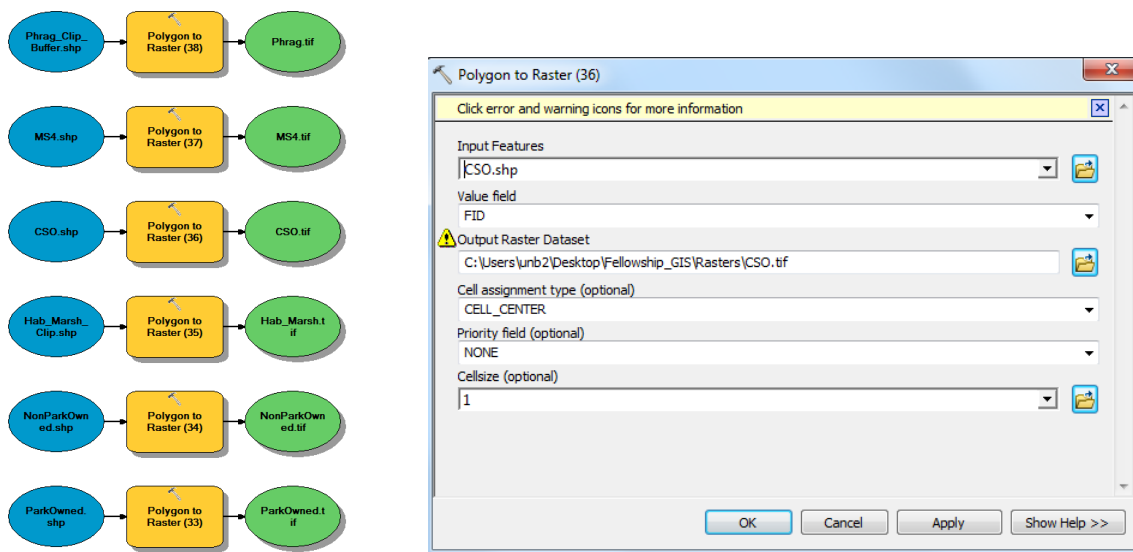 Phrag_Clip_
Buffer.shp
Polygon to
Raster (38)
Phrag.tif
MS4.shp
Polygon to
Raster (37)
MS4.tif
CSO.shp
Polygon to
Raster (36)
CSO.tif
Hab_Marsh_
Clip.shp
Polygon to
Raster (35)
Hab_Marsh.t
if
NonParkOwn
ed.shp
Polygon to
Raster (34)
NonParkOwn
ed.tif
ParkOwned.
shp
Polygon to
Raster (33)
ParkOwned.t
if
Polygon to Raster (36)
Click error and warning icons for more information
Input Features
CSO.shp
Value field
FID
Output Raster Dataset
C:\Users\unb2\Desktop\Fellowship_GIS\Rasters\CSO.tif
Cell assignment type (optional)
CELL_CENTER
Priority field (optional)
NONE
Cellsize (optional)
1
OK
Cancel
Apply
Show Help >>